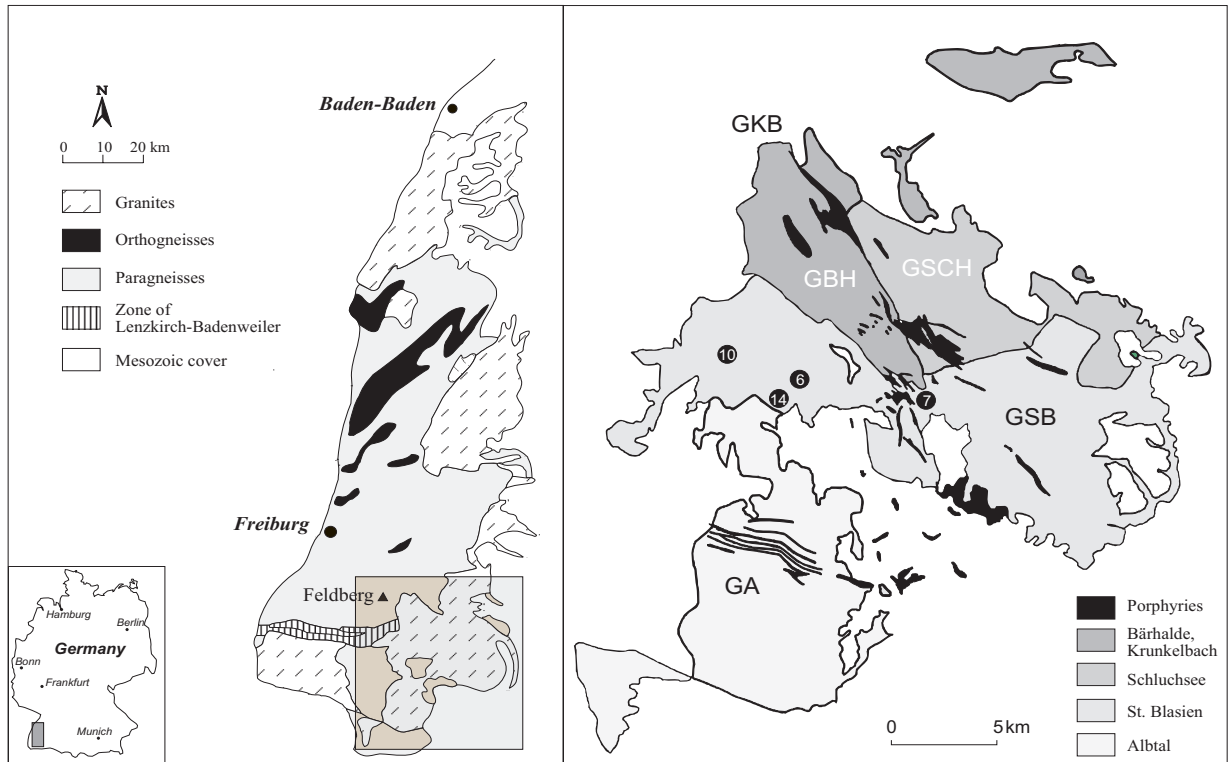 Baden-Baden
N
0 10 20 km
Granites
Orthogneisses
Paragneisses
Zone of
Lenzkirch-Badenweiler
Mesozoic cover
Freiburg
Feldberg
Hamburg
Berlin
Germany
Bonn
Frankfurt
Munich
GKB
GBH
GSCH
10
6
14
7
GSB
GA
Porphyries
Bärhalde,
Krunkelbach
Schluchsee
St. Blasien
Albtal
0 5 km